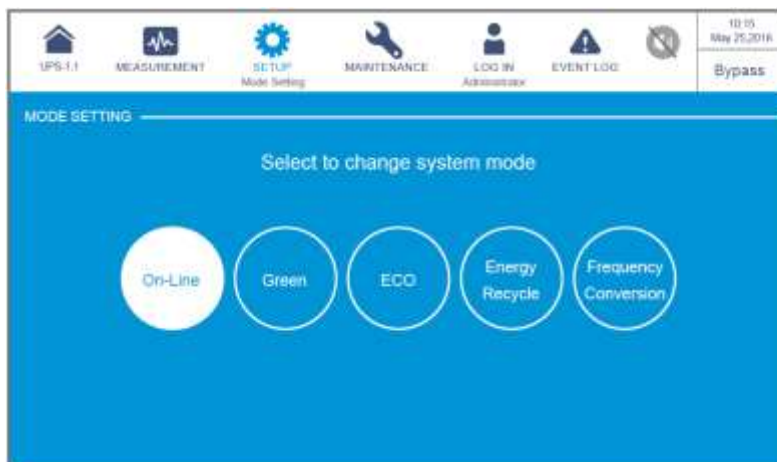 10:15
May 25,2016
UPS-1.1
MEASUREMENT
SETUP
Mode Setting
MAINTENANCE
LOG IN
Administrator
EVENT LOG
Bypass
MODE SETTING
Select to change system mode
On-Line
Green
ECO
Energy
Recycle
Frequency
Conversion